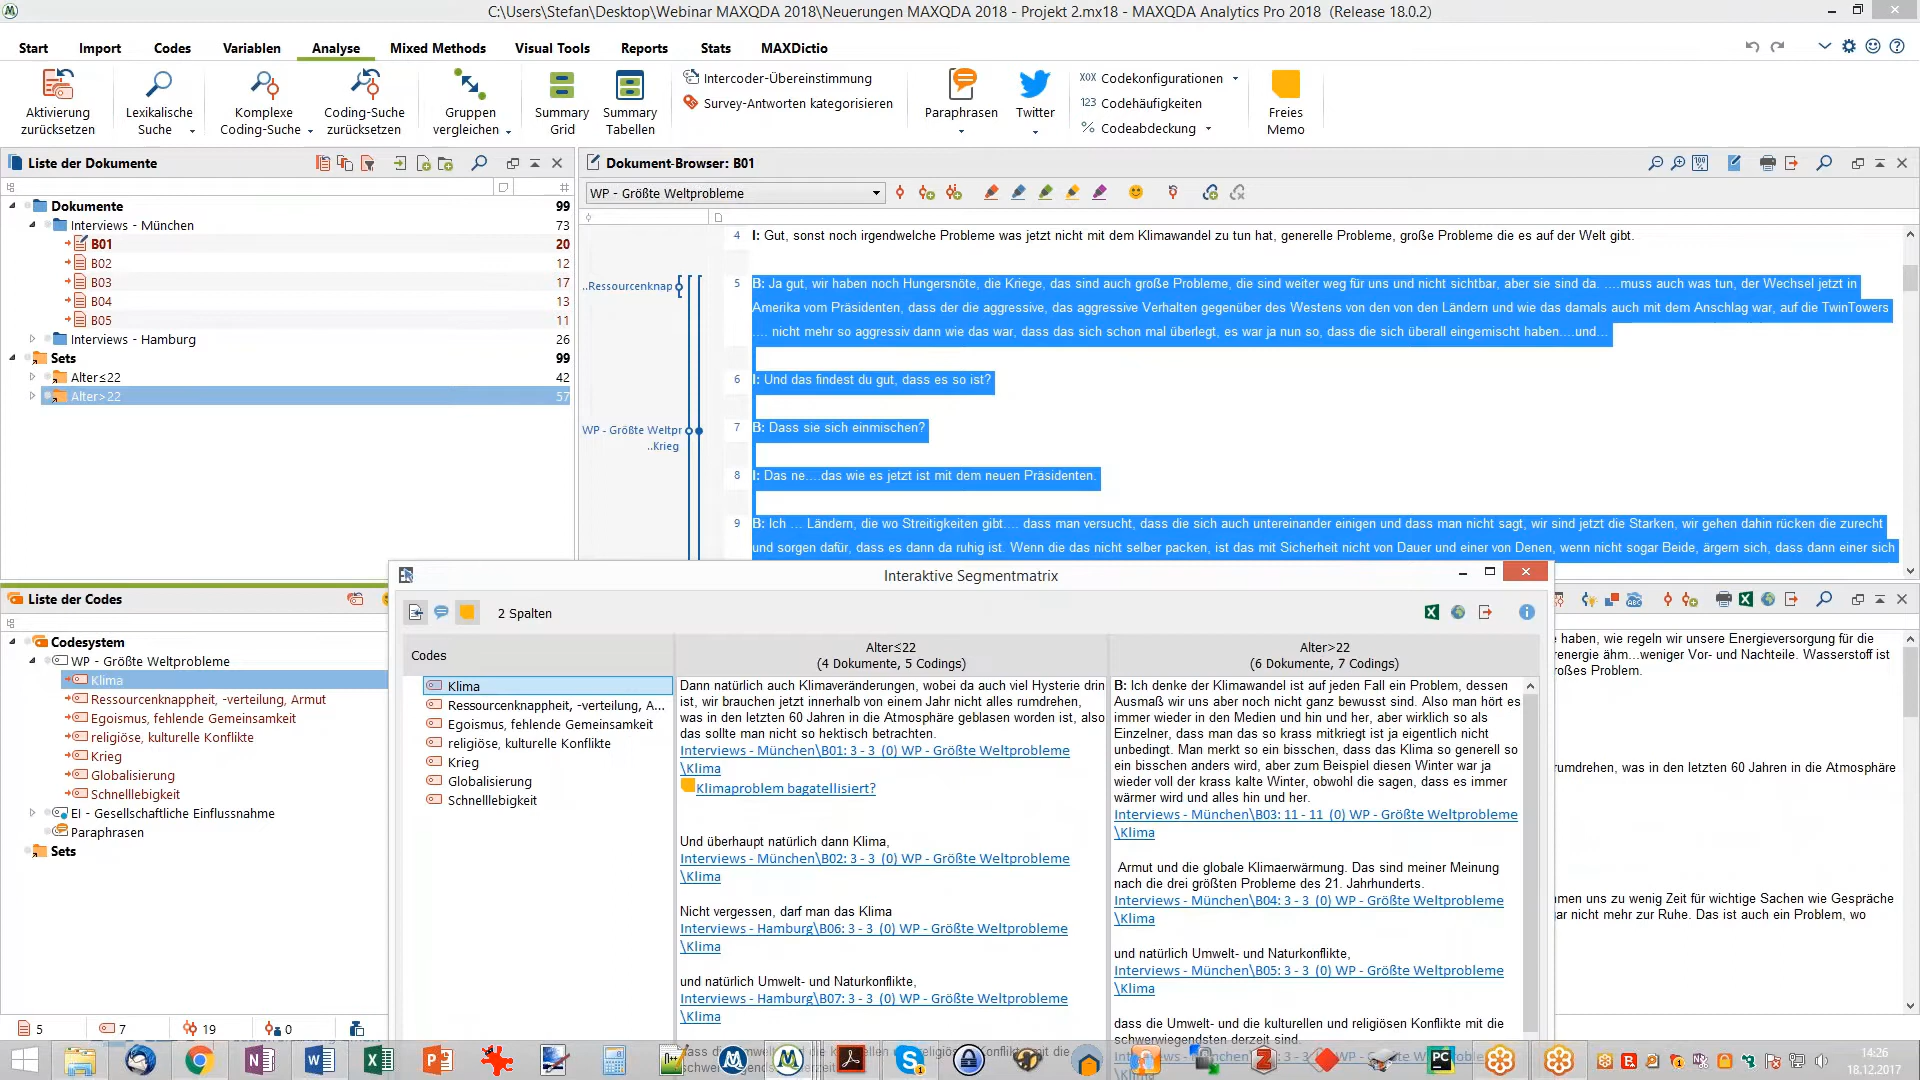 C:\Users\Stefan\Desktop\Webinar MAXQDA 2018\Neuerungen MAXQDA 2018 - Projekt 2.mx18 - MAXQDA Analytics Pro 2018 (Release 18.0.2)
Start Import Codes Variablen Analyse Mixed Methods Visual Tools Reports Stats MAXDictio
Aktivierung zurücksetzen
Lexikalische Suche
Komplexe Coding-Suche
Coding-Suche zurücksetzen
Gruppen vergleichen
Summary Grid
Summary Tabellen
Intercoder-Übereinstimmung
Survey-Antworten kategorisieren
Paraphrasen
Twitter
Codekonfigurationen
123 Codehäufigkeiten
% Codeabdeckung
Freies Memo
Liste der Dokumente
Dokumente 99
Interviews - München 73
B01 20
B02 12
B03 17
B04 13
B05 11
Interviews - Hamburg 26
Sets 99
Alter≤22 42
Alter>22 57
Dokument-Browser: B01
WP - Größte Weltprobleme
4 I: Gut, sonst noch irgendwelche Probleme was jetzt nicht mit dem Klimawandel zu tun hat, generelle Probleme, große Probleme die es auf der Welt gibt.
..Ressourcenknap
5 B: Ja gut, wir haben noch Hungersnöte, die Kriege, das sind auch große Probleme, die sind weiter weg für uns und nicht sichtbar, aber sie sind da. ....muss auch was tun, der Wechsel jetzt in
Amerika vom Präsidenten, dass der die aggressive, das aggressive Verhalten gegenüber des Westens von den von den Ländern und wie das damals auch mit dem Anschlag war, auf die TwinTowers
.... nicht mehr so aggressiv dann wie das war, dass das sich schon mal überlegt, es war ja nun so, dass die sich überall eingemischt haben....und...
6 I: Und das findest du gut, dass es so ist?
WP - Größte Weltpr
..Krieg
7 B: Dass sie sich einmischen?
8 I: Das ne....das wie es jetzt ist mit dem neuen Präsidenten.
9 B: Ich ... Ländern, die wo Streitigkeiten gibt.... dass man versucht, dass die sich auch untereinander einigen und dass man nicht sagt, wir sind jetzt die Starken, wir gehen dahin rücken die zurecht
und sorgen dafür, dass es dann da ruhig ist. Wenn die das nicht selber packen, ist das mit Sicherheit nicht von Dauer und einer von Denen, wenn nicht sogar Beide, ärgern sich, dass dann einer sich
Liste der Codes
Codesystem
WP - Größte Weltprobleme
Klima
Ressourcenknappheit, -verteilung, Armut
Egoismus, fehlende Gemeinsamkeit
religiöse, kulturelle Konflikte
Krieg
Globalisierung
Schnelllebigkeit
EI - Gesellschaftliche Einflussnahme
Paraphrasen
Sets
Interaktive Segmentmatrix
2 Spalten
Codes
Klima
Ressourcenknappheit, -verteilung, A...
Egoismus, fehlende Gemeinsamkeit
religiöse, kulturelle Konflikte
Krieg
Globalisierung
Schnelllebigkeit
Alter≤22
(4 Dokumente, 5 Codings)
Dann natürlich auch Klimaveränderungen, wobei da auch viel Hysterie drin
ist, wir brauchen jetzt innerhalb von einem Jahr nicht alles rumdrehen,
was in den letzten 60 Jahren in die Atmosphäre geblasen worden ist, also
das sollte man nicht so hektisch betrachten.
Interviews - München\B01: 3 - 3 (0) WP - Größte Weltprobleme
\Klima
Klimaproblem bagatellisiert?
Und überhaupt natürlich dann Klima,
Interviews - München\B02: 3 - 3 (0) WP - Größte Weltprobleme
\Klima
Nicht vergessen, darf man das Klima
Interviews - Hamburg\B06: 3 - 3 (0) WP - Größte Weltprobleme
\Klima
und natürlich Umwelt- und Naturkonflikte,
Interviews - Hamburg\B07: 3 - 3 (0) WP - Größte Weltprobleme
\Klima
Alter>22
(6 Dokumente, 7 Codings)
B: Ich denke der Klimawandel ist auf jeden Fall ein Problem, dessen
Ausmaß wir uns aber noch nicht ganz bewusst sind. Also man hört es
immer wieder in den Medien und hin und her, aber wirklich so als
Einzelner, dass man das so krass mitkriegt ist ja eigentlich nicht
unbedingt. Man merkt so ein bisschen, dass das Klima so generell so
ein bisschen anders wird, aber zum Beispiel diesen Winter war ja
wieder voll der krass kalte Winter, obwohl die sagen, dass es immer
wärmer wird und alles hin und her.
Interviews - München\B03: 11 - 11 (0) WP - Größte Weltprobleme
\Klima
Armut und die globale Klimaerwärmung. Das sind meiner Meinung
nach die drei größten Probleme des 21. Jahrhunderts.
Interviews - München\B04: 3 - 3 (0) WP - Größte Weltprobleme
\Klima
und natürlich Umwelt- und Naturkonflikte,
Interviews - München\B05: 3 - 3 (0) WP - Größte Weltprobleme
\Klima
dass die Umwelt- und die kulturellen und religiösen Konflikte mit die
schwerwiegendsten derzeit sind.
haben, wie regeln wir unsere Energieversorgung für die
renergie ähm...weniger Vor- und Nachteile. Wasserstoff ist
roßes Problem.
rumdrehen, was in den letzten 60 Jahren in die Atmosphäre
men uns zu wenig Zeit für wichtige Sachen wie Gespräche
ar nicht mehr zur Ruhe. Das ist auch ein Problem, wo
5 7 19 0
14:26
18.12.2017